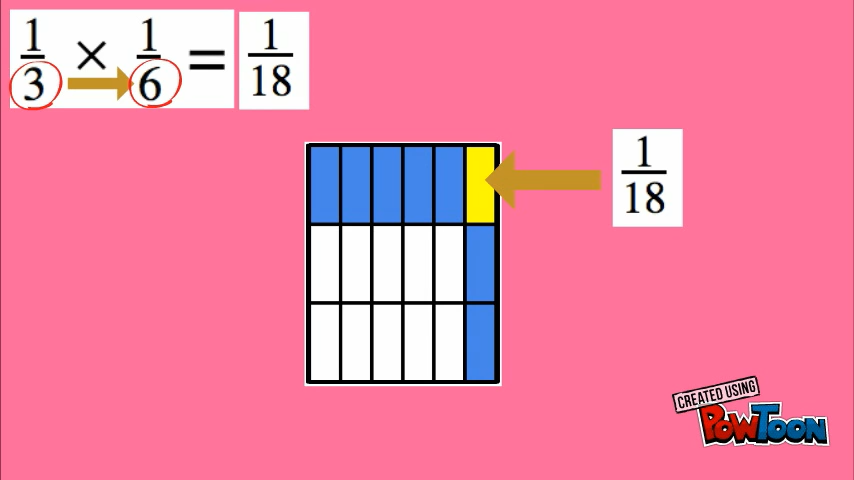 1/3 × 1/6 = 1/18
1/18
CREATED USING
POWTOON